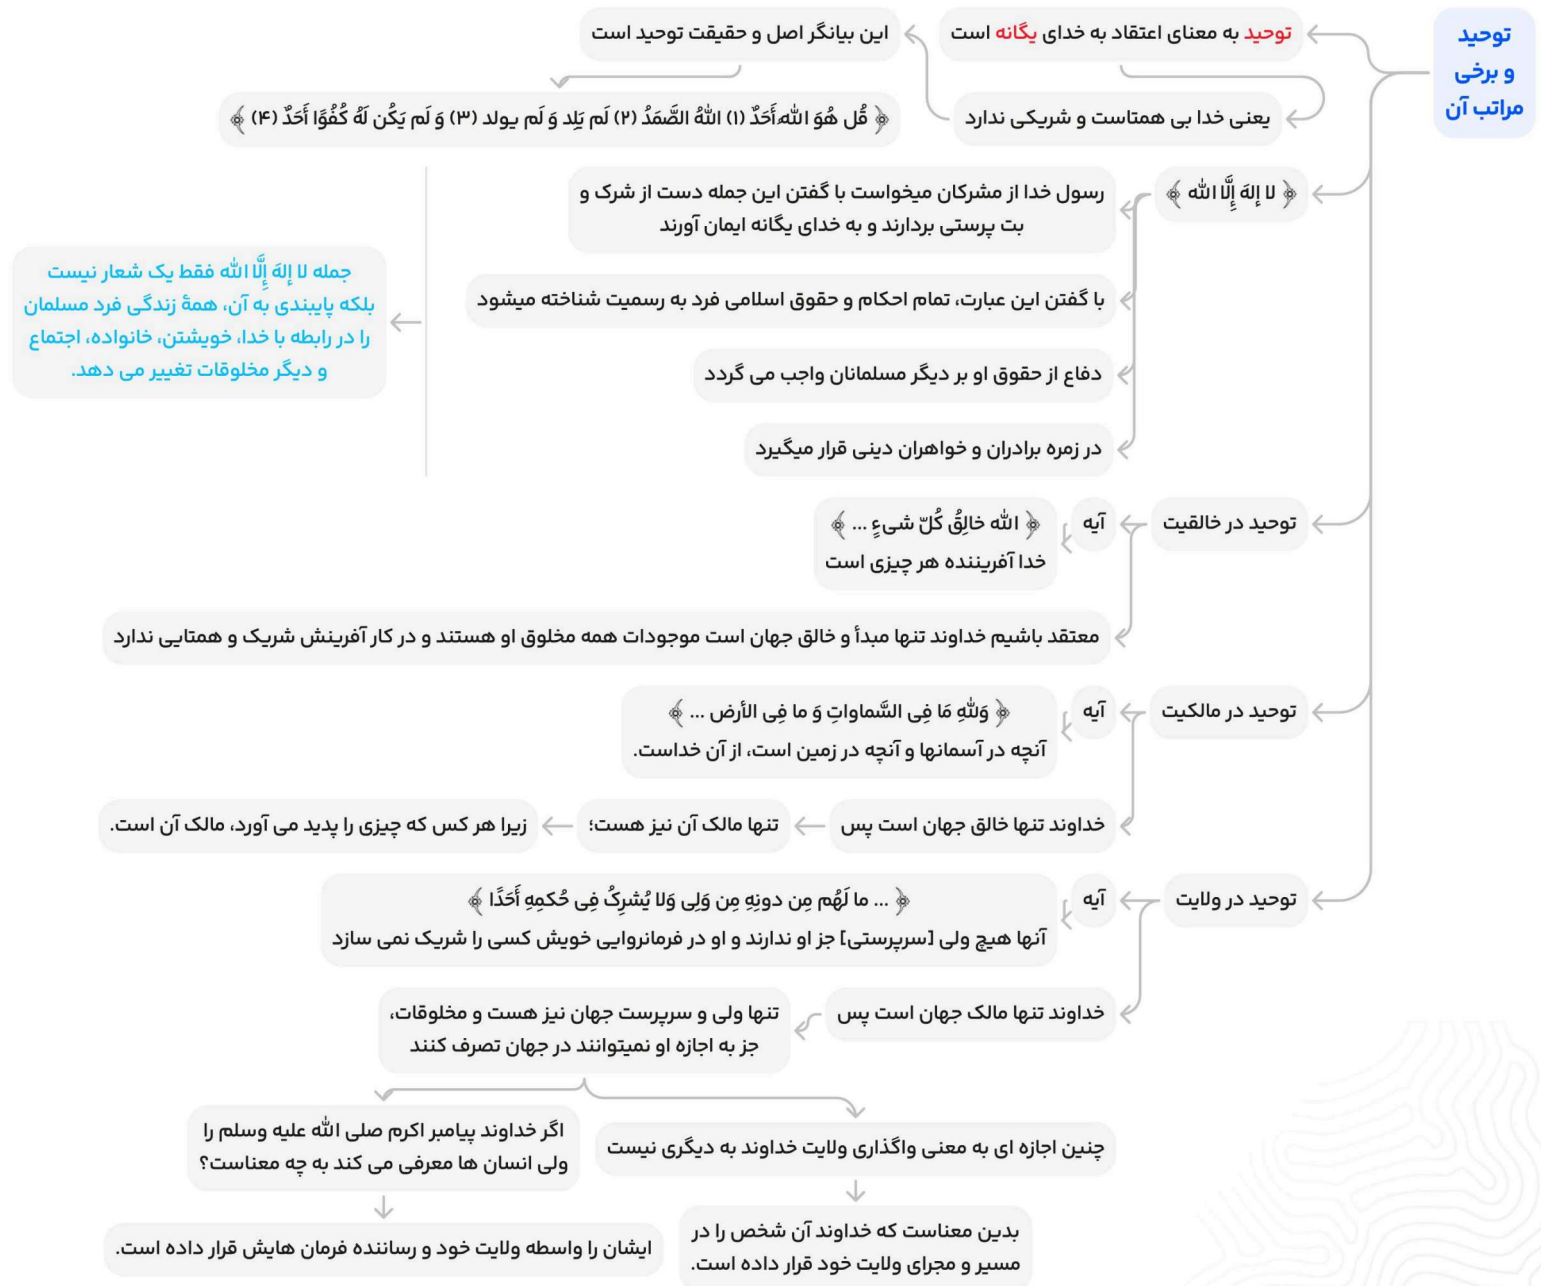 توحید
و برخی
مراتب آن
توحید به معنای اعتقاد به خدای یگانه است
یعنی خدا بی همتاست و شریکی ندارد
این بیانگر اصل و حقیقت توحید است
﴿ قُل هُوَ اللهُ أَحَدٌ (۱) اللهُ الصَّمَدُ (۲) لَم یَلِد وَ لَم یولد (۳) وَ لَم یَکُن لَهُ کُفُوًا أَحَدٌ (۴) ﴾
﴿ لا إلهَ إِلَّا الله ﴾
رسول خدا از مشرکان میخواست با گفتن این جمله دست از شرک و
بت پرستی بردارند و به خدای یگانه ایمان آورند
با گفتن این عبارت، تمام احکام و حقوق اسلامی فرد به رسمیت شناخته میشود
دفاع از حقوق او بر دیگر مسلمانان واجب می گردد
در زمره برادران و خواهران دینی قرار میگیرد
جمله لا إلهَ إِلَّا الله فقط یک شعار نیست
بلکه پایبندی به آن، همهٔ زندگی فرد مسلمان
را در رابطه با خدا، خویشتن، خانواده، اجتماع
و دیگر مخلوقات تغییر می دهد.
توحید در خالقیت
آیه
﴿ الله خالِقُ کُلّ شیءٍ ... ﴾
خدا آفریننده هر چیزی است
معتقد باشیم خداوند تنها مبدأ و خالق جهان است موجودات همه مخلوق او هستند و در کار آفرینش شریک و همتایی ندارد
توحید در مالکیت
آیه
﴿ وَللهِ مَا فِی السَّماواتِ وَ ما فِی الأرض ... ﴾
آنچه در آسمانها و آنچه در زمین است، از آن خداست.
خداوند تنها خالق جهان است پس
تنها مالک آن نیز هست؛
زیرا هر کس که چیزی را پدید می آورد، مالک آن است.
توحید در ولایت
آیه
﴿ ... ما لَهُم مِن دونِهِ مِن وَلِی وَلا یُشرِکُ فِی حُکمِهِ أَحَدًا ﴾
آنها هیچ ولی [سرپرستی] جز او ندارند و او در فرمانروایی خویش کسی را شریک نمی سازد
خداوند تنها مالک جهان است پس
تنها ولی و سرپرست جهان نیز هست و مخلوقات،
جز به اجازه او نمیتوانند در جهان تصرف کنند
چنین اجازه ای به معنی واگذاری ولایت خداوند به دیگری نیست
بدین معناست که خداوند آن شخص را در
مسیر و مجرای ولایت خود قرار داده است.
اگر خداوند پیامبر اکرم صلی الله علیه وسلم را
ولی انسان ها معرفی می کند به چه معناست؟
ایشان را واسطه ولایت خود و رساننده فرمان هایش قرار داده است.